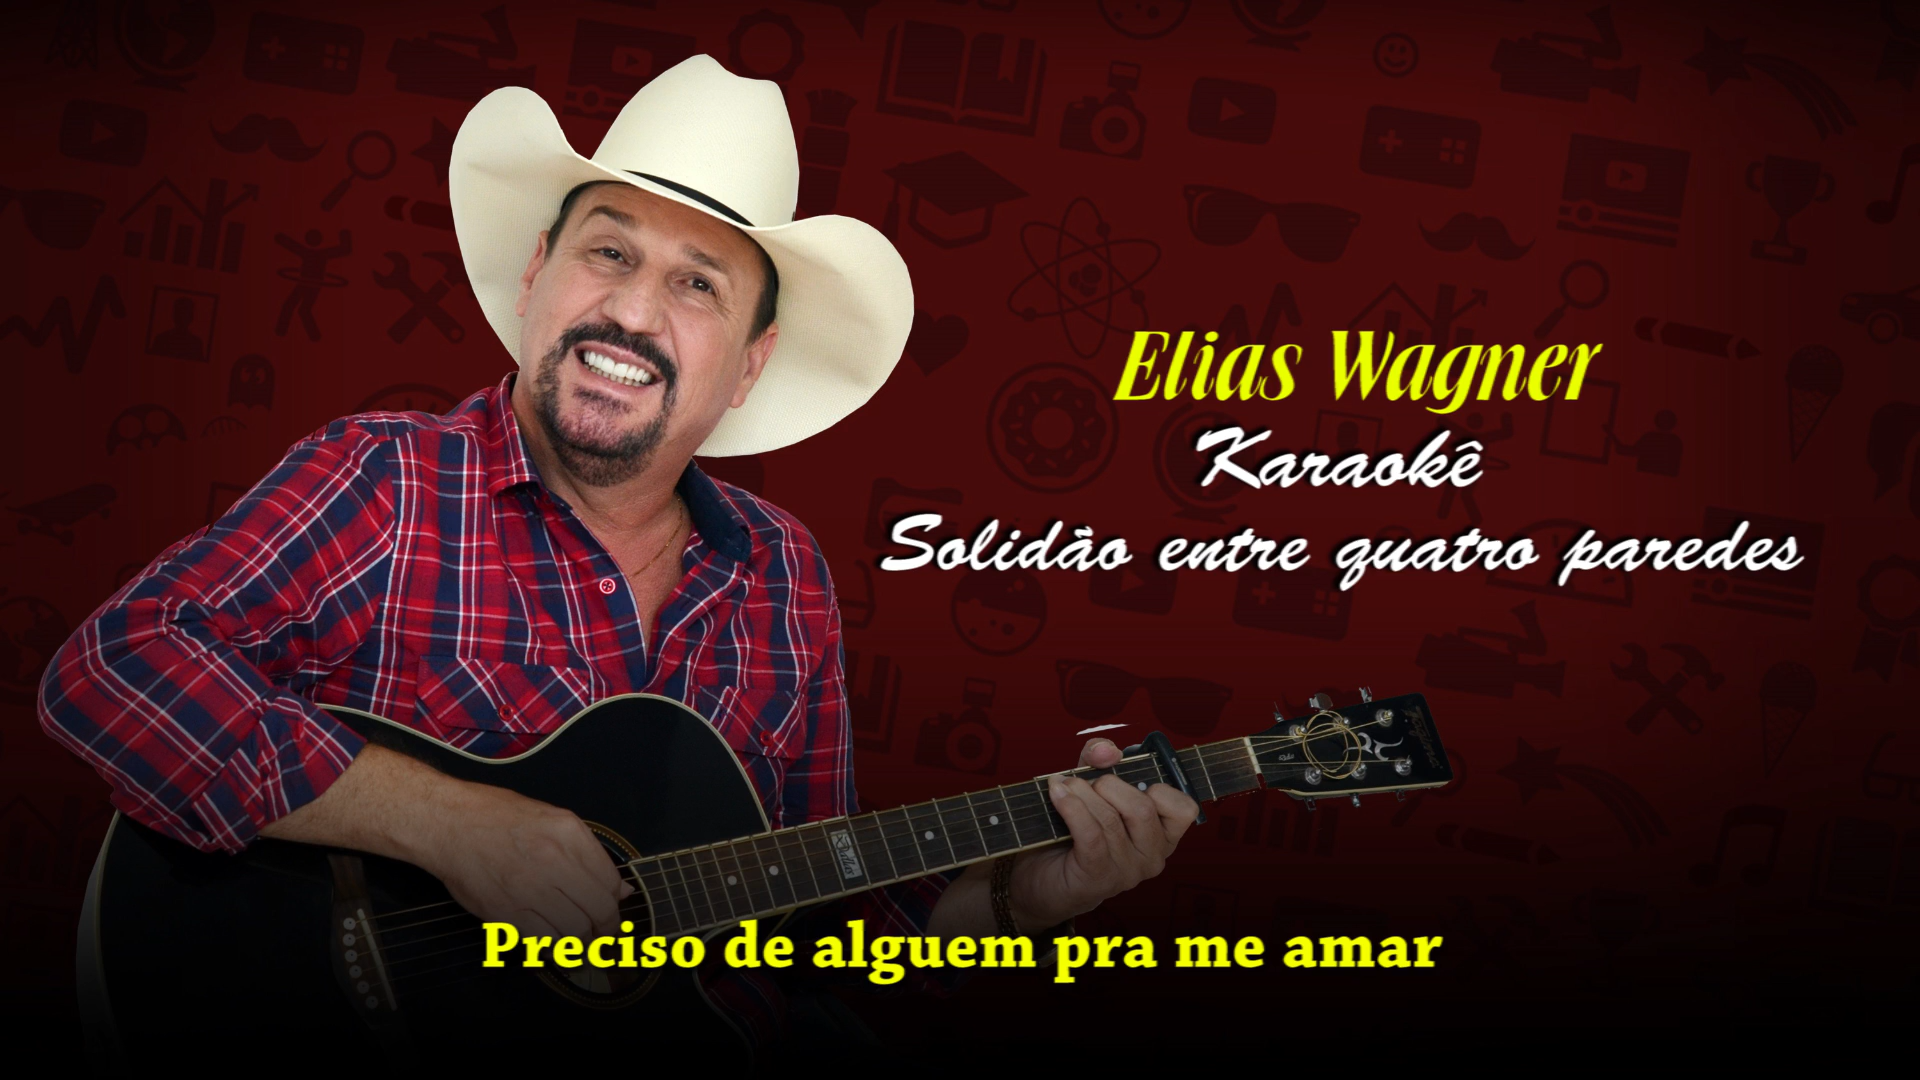 Elias Wagner
Karaokê
Solidão entre quatro paredes
Preciso de alguem pra me amar